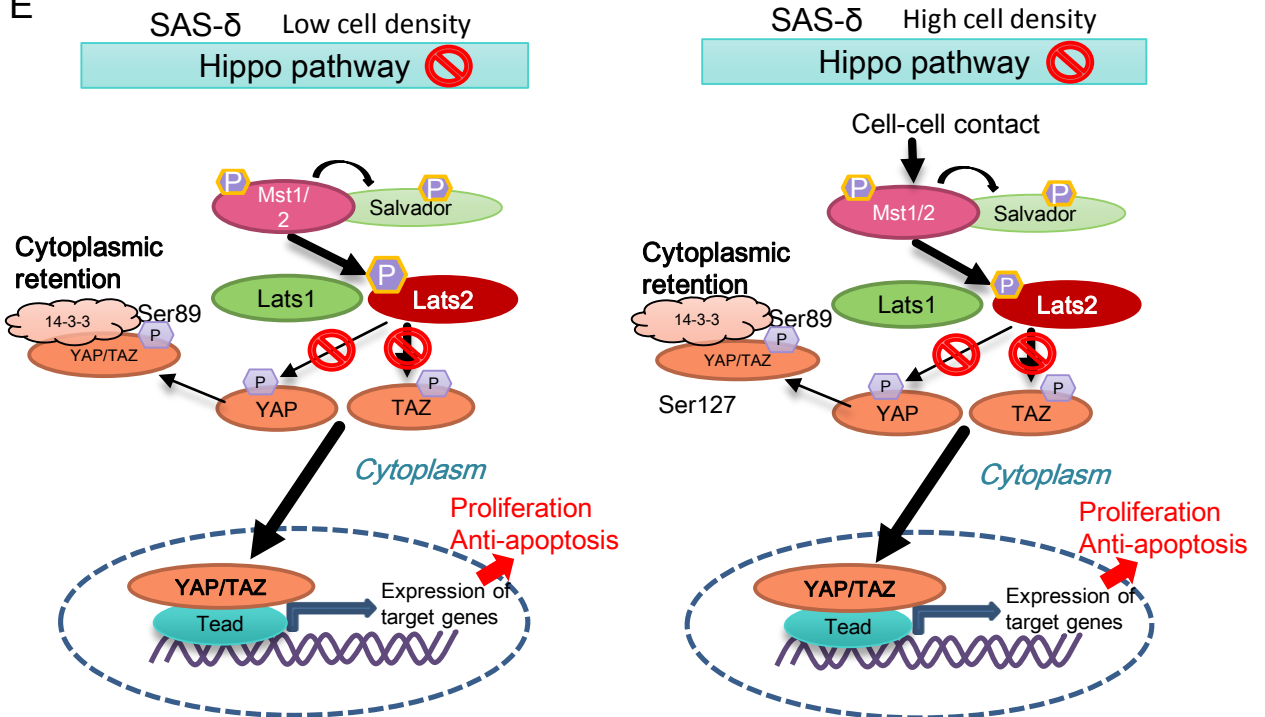 E
SAS-δ Low cell density
Hippo pathway
P
Mst1/
2
P
Salvador
Cytoplasmic
retention
P
Lats1
Lats2
14-3-3
Ser89
P
YAP/TAZ
P
YAP
P
TAZ
Cytoplasm
Proliferation
Anti-apoptosis
YAP/TAZ
Tead
Expression of
target genes
SAS-δ High cell density
Hippo pathway
Cell-cell contact
P
Mst1/2
P
Salvador
Cytoplasmic
retention
P
Lats1
Lats2
14-3-3
Ser89
P
YAP/TAZ
Ser127
P
YAP
P
TAZ
Cytoplasm
Proliferation
Anti-apoptosis
YAP/TAZ
Tead
Expression of
target genes